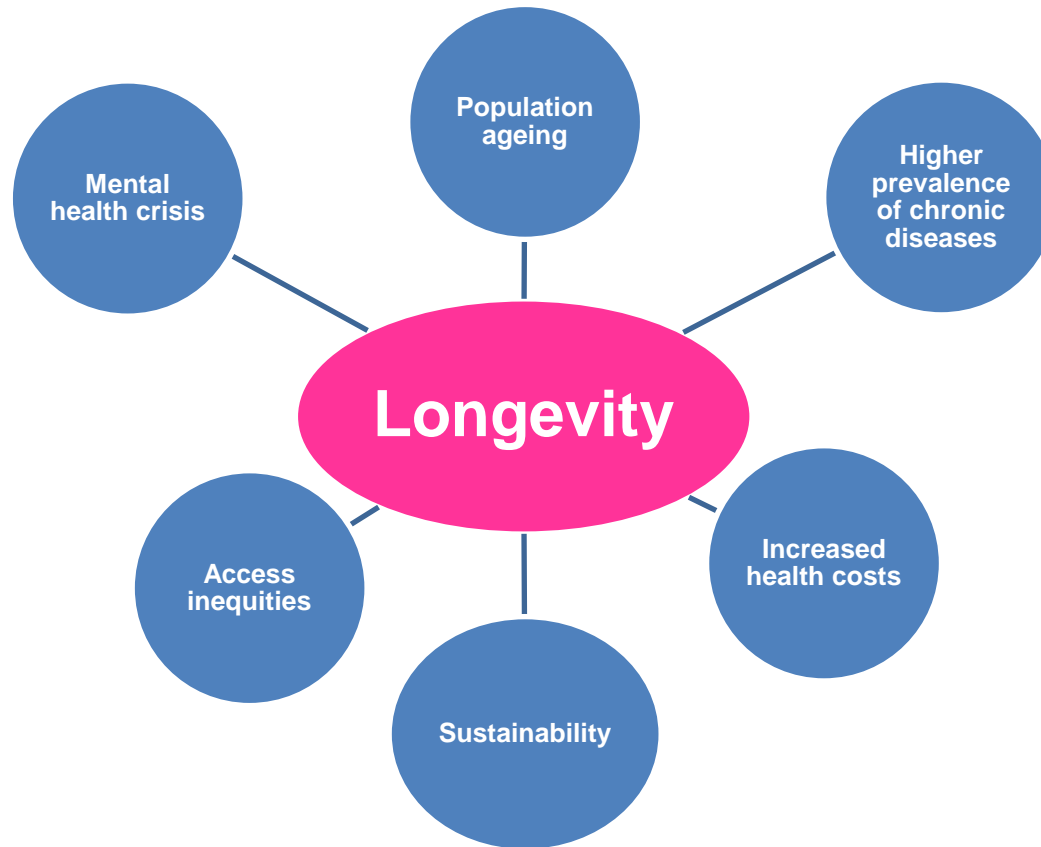 Population
ageing
Mental
health crisis
Higher
prevalence
of chronic
diseases
Longevity
Increased
health costs
Access
inequities
Sustainability